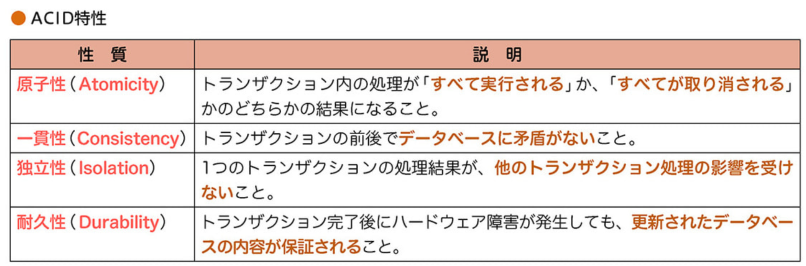 ● ACID特性
性 質
説 明
原子性（Atomicity）
トランザクション内の処理が「すべて実行される」か、「すべてが取り消される」
かのどちらかの結果になること。
一貫性（Consistency）
トランザクションの前後でデータベースに矛盾がないこと。
独立性（Isolation）
1つのトランザクションの処理結果が、他のトランザクション処理の影響を受け
ないこと。
耐久性（Durability）
トランザクション完了後にハードウェア障害が発生しても、更新されたデータベー
スの内容が保証されること。